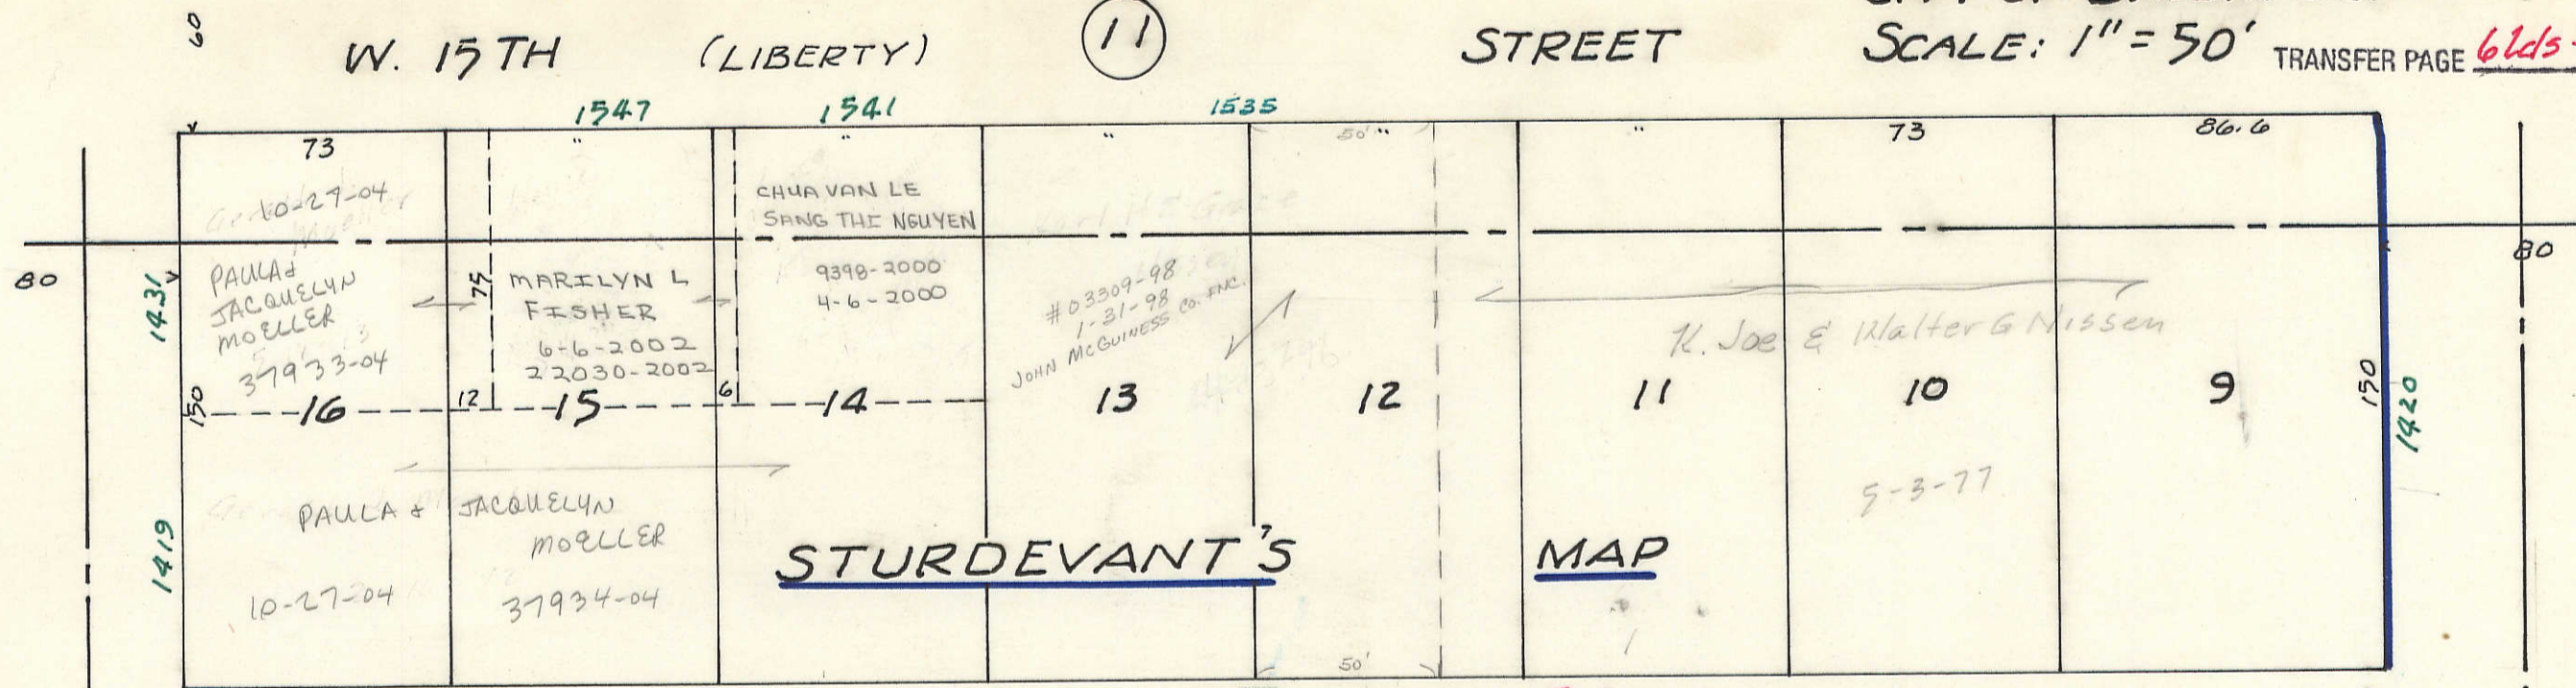 60
W. 15TH (LIBERTY) 11 STREET SCALE: 1" = 50' TRANSFER PAGE
1547 1541 1535
73 " " " 50' " " 73 86.6
10-27-04
CHUA VAN LE
SANG THI NGUYEN
80 80
1431
PAULA &
JACQUELYN
MOELLER
37933-04
75
MARILYN L
FISHER
6-6-2002
22030-2002
9398-2000
4-6-2000
#03309-98
1-31-98
JOHN MCGUINESS CO. INC.
K. Joe & Walter G Nissen
150 16 12 15 6 14 13 12 11 10 9 150
1420
5-3-77
PAULA & JACQUELYN
MOELLER
1419
STURDEVANT'S MAP
10-27-04 37934-04
50'